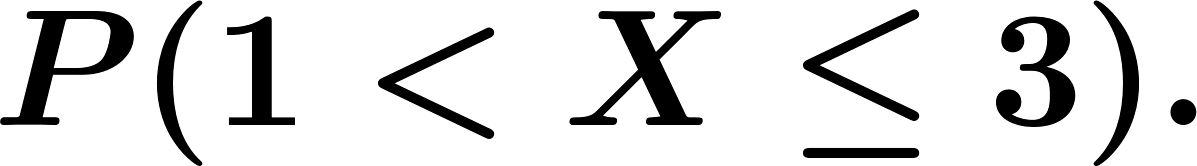 P(1 < X ≤ 3).